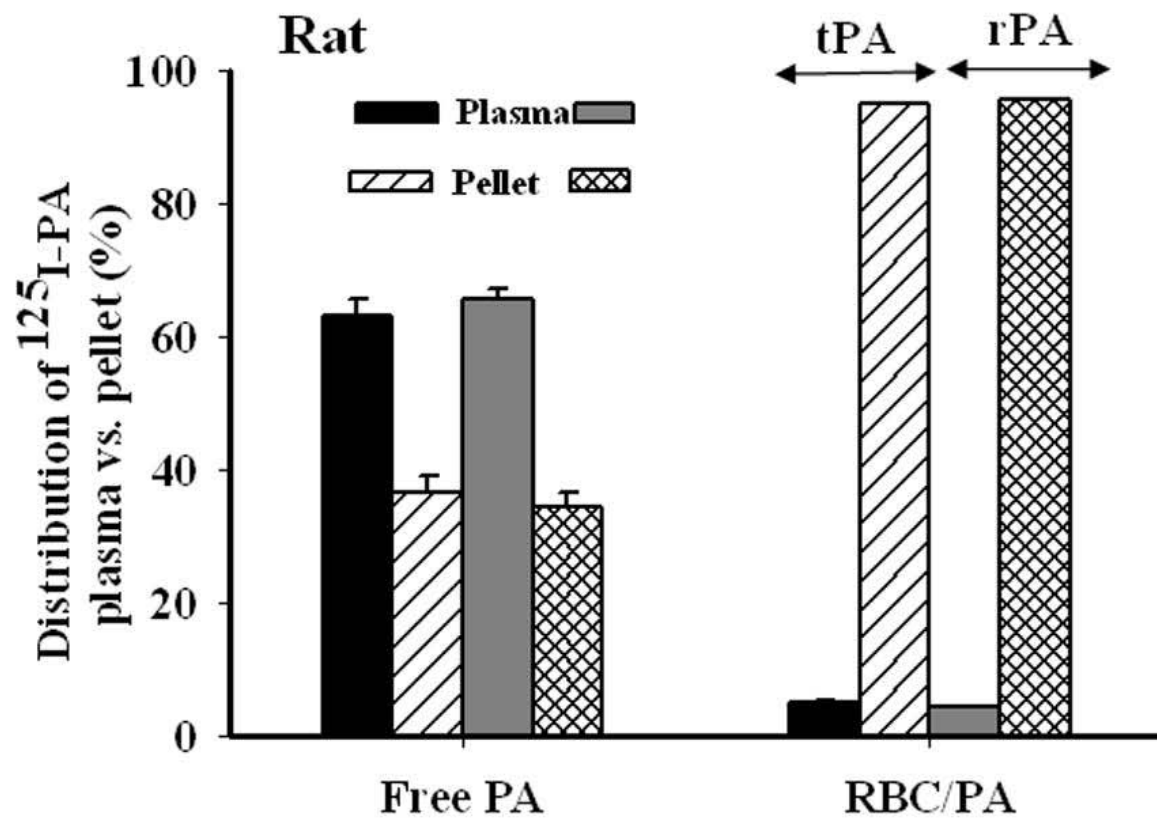 Rat
tPA
rPA
Plasma
Pellet
Distribution of ¹²⁵I-PA
plasma vs. pellet (%)
100
80
60
40
20
0
Free PA
RBC/PA